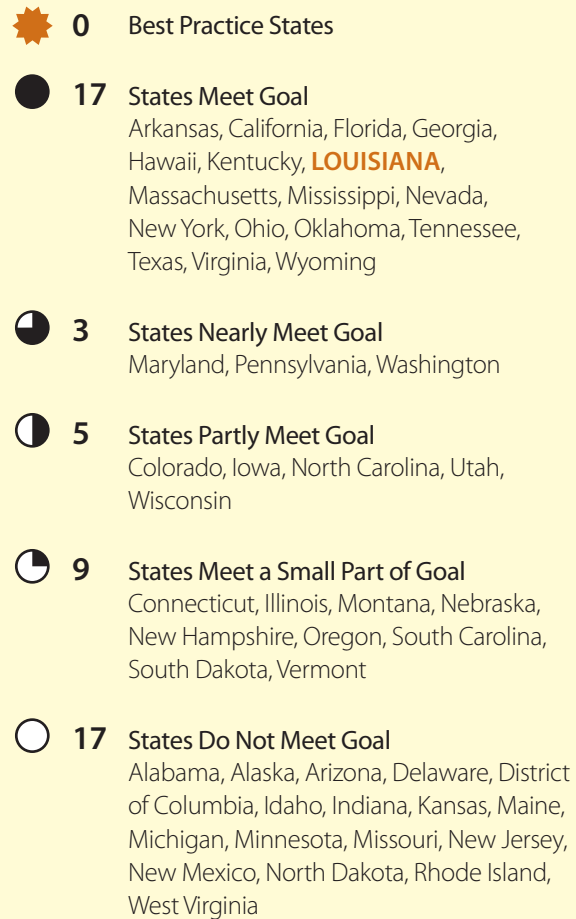 0 Best Practice States
17 States Meet Goal
Arkansas, California, Florida, Georgia,
Hawaii, Kentucky, LOUISIANA,
Massachusetts, Mississippi, Nevada,
New York, Ohio, Oklahoma, Tennessee,
Texas, Virginia, Wyoming
3 States Nearly Meet Goal
Maryland, Pennsylvania, Washington
5 States Partly Meet Goal
Colorado, Iowa, North Carolina, Utah,
Wisconsin
9 States Meet a Small Part of Goal
Connecticut, Illinois, Montana, Nebraska,
New Hampshire, Oregon, South Carolina,
South Dakota, Vermont
17 States Do Not Meet Goal
Alabama, Alaska, Arizona, Delaware, District
of Columbia, Idaho, Indiana, Kansas, Maine,
Michigan, Minnesota, Missouri, New Jersey,
New Mexico, North Dakota, Rhode Island,
West Virginia